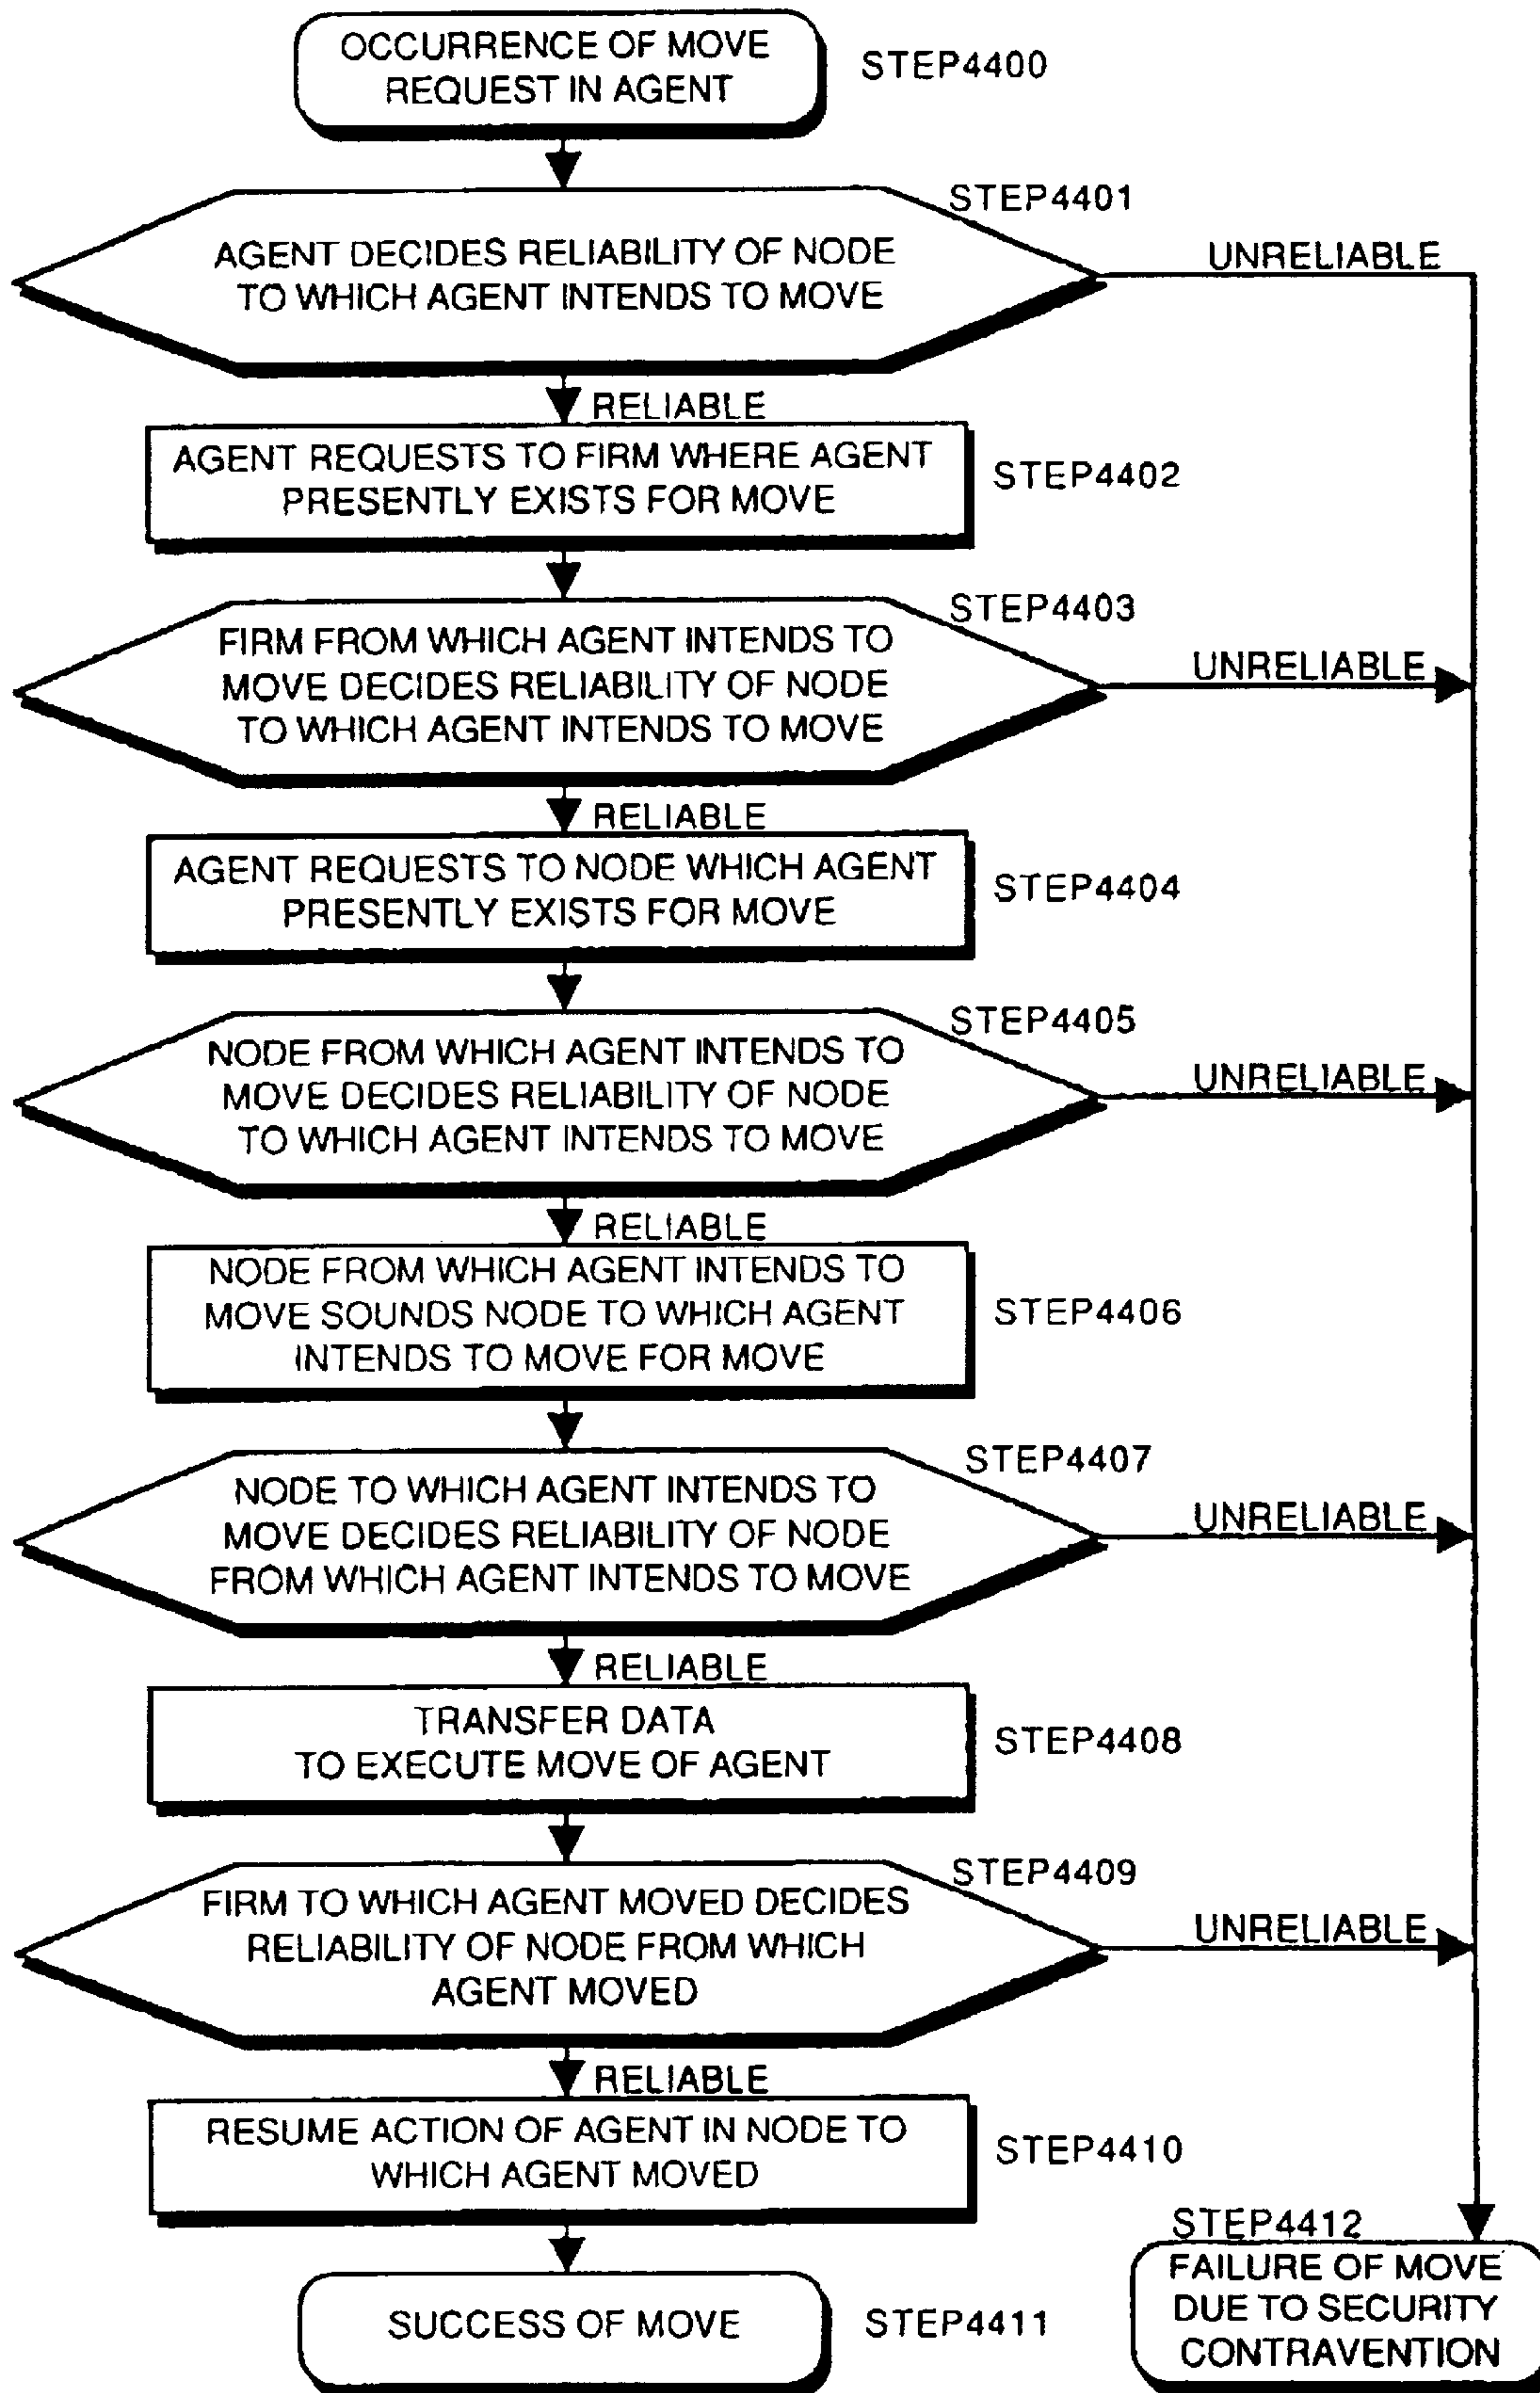 OCCURRENCE OF MOVE
REQUEST IN AGENT
STEP4400
STEP4401
AGENT DECIDES RELIABILITY OF NODE
TO WHICH AGENT INTENDS TO MOVE
UNRELIABLE
RELIABLE
AGENT REQUESTS TO FIRM WHERE AGENT
PRESENTLY EXISTS FOR MOVE
STEP4402
STEP4403
FIRM FROM WHICH AGENT INTENDS TO
MOVE DECIDES RELIABILITY OF NODE
TO WHICH AGENT INTENDS TO MOVE
UNRELIABLE
RELIABLE
AGENT REQUESTS TO NODE WHICH AGENT
PRESENTLY EXISTS FOR MOVE
STEP4404
STEP4405
NODE FROM WHICH AGENT INTENDS TO
MOVE DECIDES RELIABILITY OF NODE
TO WHICH AGENT INTENDS TO MOVE
UNRELIABLE
RELIABLE
NODE FROM WHICH AGENT INTENDS TO
MOVE SOUNDS NODE TO WHICH AGENT
INTENDS TO MOVE FOR MOVE
STEP4406
STEP4407
NODE TO WHICH AGENT INTENDS TO
MOVE DECIDES RELIABILITY OF NODE
FROM WHICH AGENT INTENDS TO MOVE
UNRELIABLE
RELIABLE
TRANSFER DATA
TO EXECUTE MOVE OF AGENT
STEP4408
STEP4409
FIRM TO WHICH AGENT MOVED DECIDES
RELIABILITY OF NODE FROM WHICH
AGENT MOVED
UNRELIABLE
RELIABLE
RESUME ACTION OF AGENT IN NODE TO
WHICH AGENT MOVED
STEP4410
SUCCESS OF MOVE
STEP4411
STEP4412
FAILURE OF MOVE
DUE TO SECURITY
CONTRAVENTION